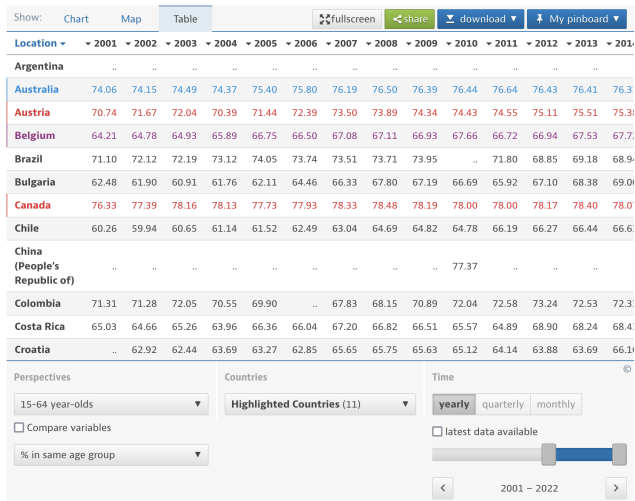 Show: Chart Map Table fullscreen share download ▼ My pinboard ▼
Location ▾ ▾ 2001 ▾ 2002 ▾ 2003 ▾ 2004 ▾ 2005 ▾ 2006 ▾ 2007 ▾ 2008 ▾ 2009 ▾ 2010 ▾ 2011 ▾ 2012 ▾ 2013 ▾ 2014
Argentina .. .. .. .. .. .. .. .. .. .. .. .. .. ..
Australia 74.06 74.15 74.49 74.37 75.40 75.80 76.19 76.50 76.39 76.44 76.64 76.43 76.41
Austria 70.74 71.67 72.04 70.39 71.44 72.39 73.50 73.89 74.34 74.43 74.55 75.11 75.51
Belgium 64.21 64.78 64.93 65.89 66.75 66.50 67.08 67.11 66.93 67.66 66.72 66.94 67.53
Brazil 71.10 72.12 72.19 73.12 74.05 73.74 73.51 73.71 73.95 .. 71.80 68.85 69.18
Bulgaria 62.48 61.90 60.91 61.76 62.11 64.46 66.33 67.80 67.19 66.69 65.92 67.10 68.38
Canada 76.33 77.39 78.16 78.13 77.73 77.93 78.33 78.48 78.19 78.00 78.00 78.17 78.40
Chile 60.26 59.94 60.65 61.14 61.52 62.49 63.04 64.69 64.82 64.78 66.19 66.27 66.44
China
(People's .. .. .. .. .. .. .. .. .. 77.37 .. .. .. ..
Republic of)
Colombia 71.31 71.28 72.05 70.55 69.90 .. 67.83 68.15 70.89 72.04 72.58 73.24 72.53
Costa Rica 65.03 64.66 65.26 63.96 66.36 66.04 67.20 66.82 66.51 65.57 64.89 68.90 68.24
Croatia .. 62.92 62.44 63.69 63.27 62.85 65.65 65.75 65.63 65.12 64.14 63.88 63.69
©
Perspectives Countries Time
15-64 year-olds ▼ Highlighted Countries (11) ▼ yearly quarterly monthly
Compare variables
latest data available
% in same age group ▼
< 2001 – 2022 >